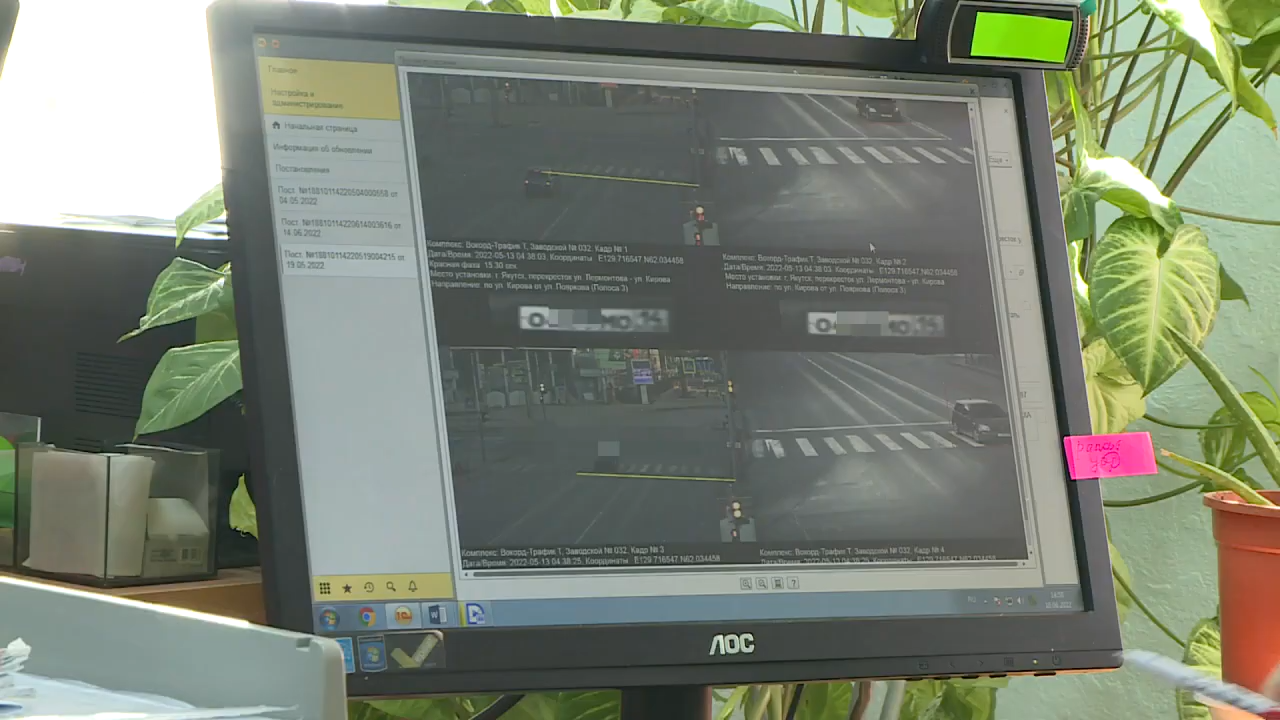 Главное
Настройка и
администрирование
Начальная страница
Информация об обновлении
Постановления
Пост. №18810114220504000558 от
04.05.2022
Пост. №18810114220614003616 от
14.06.2022
Пост. №18810114220519004215 от
19.05.2022
Еще
Комплекс: Вокорд-Трафик Т, Заводской № 032, Кадр № 1
Дата/Время: 2022-05-13 04:38:03, Координаты: E129.716547 N62.034458
Красная фаза: 15.30 сек.
Место установки: г. Якутск, перекресток ул. Лермонтова - ул. Кирова
Направление: по ул. Кирова от ул. Пояркова (Полоса 3)
Комплекс: Вокорд-Трафик Т, Заводской № 032, Кадр № 2
Дата/Время: 2022-05-13 04:38:03, Координаты: E129.716547 N62.034458
Место установки: г. Якутск, перекресток ул. Лермонтова - ул. Кирова
Направление: по ул. Кирова от ул. Пояркова (Полоса 3)
Комплекс: Вокорд-Трафик Т, Заводской № 032, Кадр № 3
Дата/Время: 2022-05-13 04:38:25, Координаты: E129.716547 N62.034458
Комплекс: Вокорд-Трафик Т, Заводской № 032, Кадр № 4
AOC